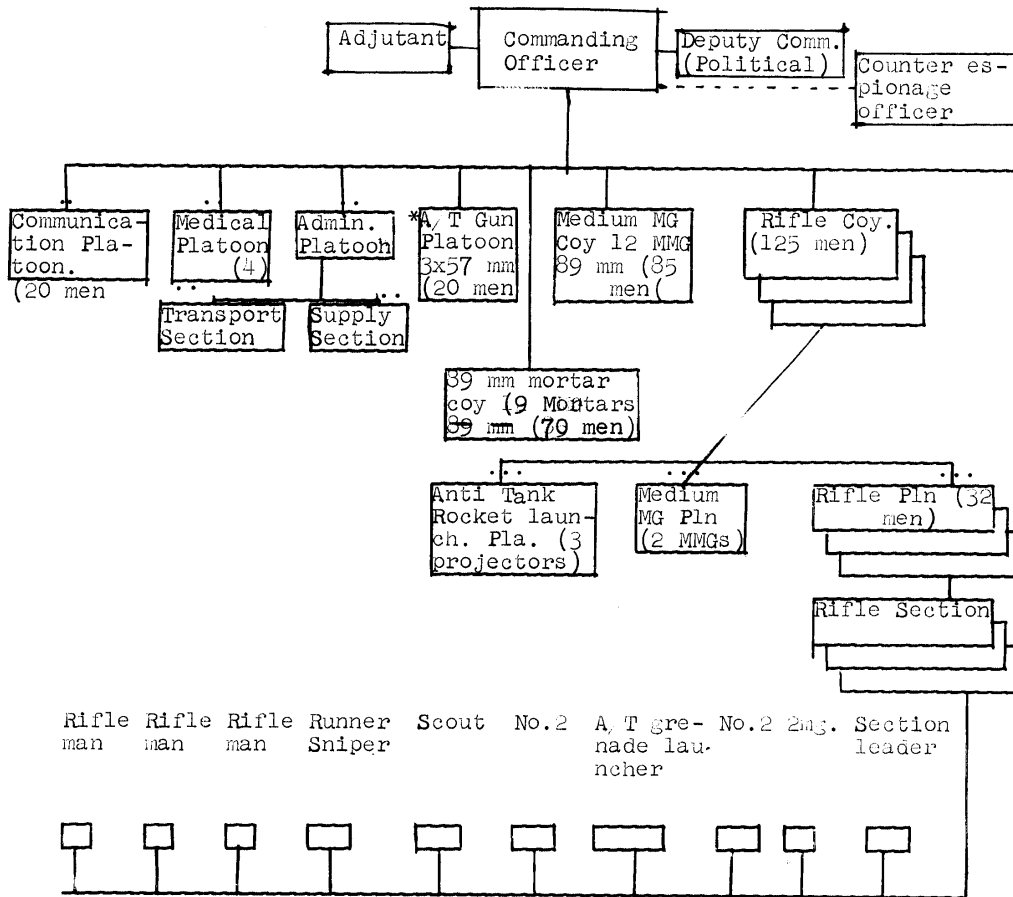 Adjutant
Commanding
Officer
Deputy Comm.
(Political)
Counter es-
pionage
officer
Communica-
tion Pla-
toon.
(20 men
Medical
Platoon
(4)
Admin.
Platooh
*A/T Gun
Platoon
3x57 mm
(20 men
Medium MG
Coy 12 MMG
89 mm (85
men(
Rifle Coy.
(125 men)
Transport
Section
Supply
Section
89 mm mortar
coy (9 Mortars
89 mm (70 men)
Anti Tank
Rocket laun-
ch. Pla. (3
projectors)
Medium
MG Pln
(2 MMGs)
Rifle Pln (32
men)
Rifle Section
Rifle man
Rifle man
Rifle man
Runner
Sniper
Scout
No.2
A/T gre-
nade lau-
ncher
No.2
2mg.
Section
leader